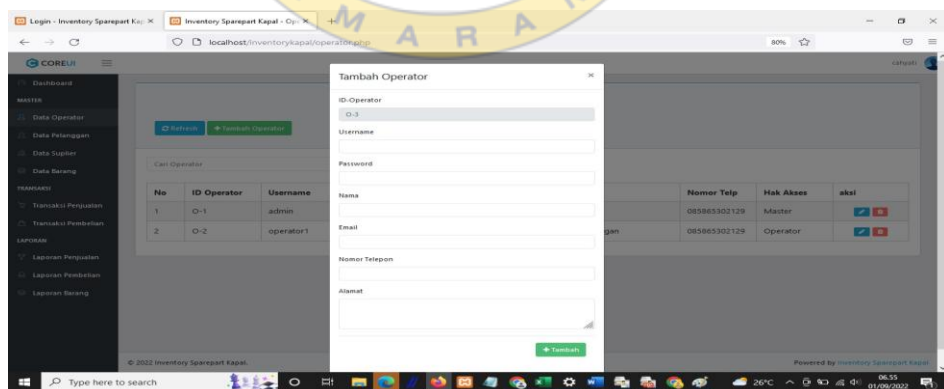 MARA
Login - Inventory Sparepart Kap
Inventory Sparepart Kapal - Ope
localhost/inventorykapal/operator.php
80%
COREUI
cahyati
Dashboard
MASTER
Data Operator
Data Pelanggan
Data Suplier
Data Barang
TRANSAKSI
Transaksi Penjualan
Transaksi Pembelian
LAPORAN
Laporan Penjualan
Laporan Pembelian
Laporan Barang
Refresh
+ Tambah Operator
Cari Operator
No ID Operator Username Nomor Telp Hak Akses aksi
1 O-1 admin 085865302129 Master
2 O-2 operator1 gan 085865302129 Operator
Tambah Operator ×
ID-Operator
O-3
Username
Password
Nama
Email
Nomor Telepon
Alamat
+ Tambah
© 2022 Inventory Sparepart Kapal.
Powered by Inventory Sparepart Kapal
Type here to search
26°C
06.55
01/09/2022